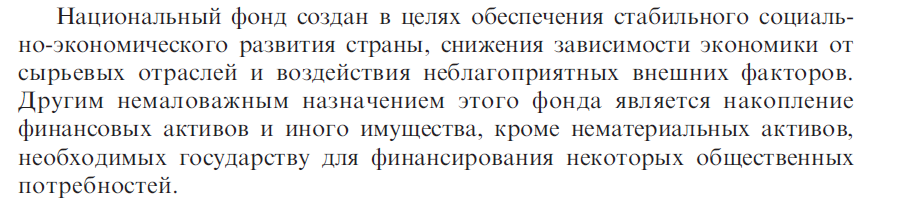 Национальный фонд создан в целях обеспечения стабильного социаль-
но-экономического развития страны, снижения зависимости экономики от
сырьевых отраслей и воздействия неблагоприятных внешних факторов.
Другим немаловажным назначением этого фонда является накопление
финансовых активов и иного имущества, кроме нематериальных активов,
необходимых государству для финансирования некоторых общественных
потребностей.